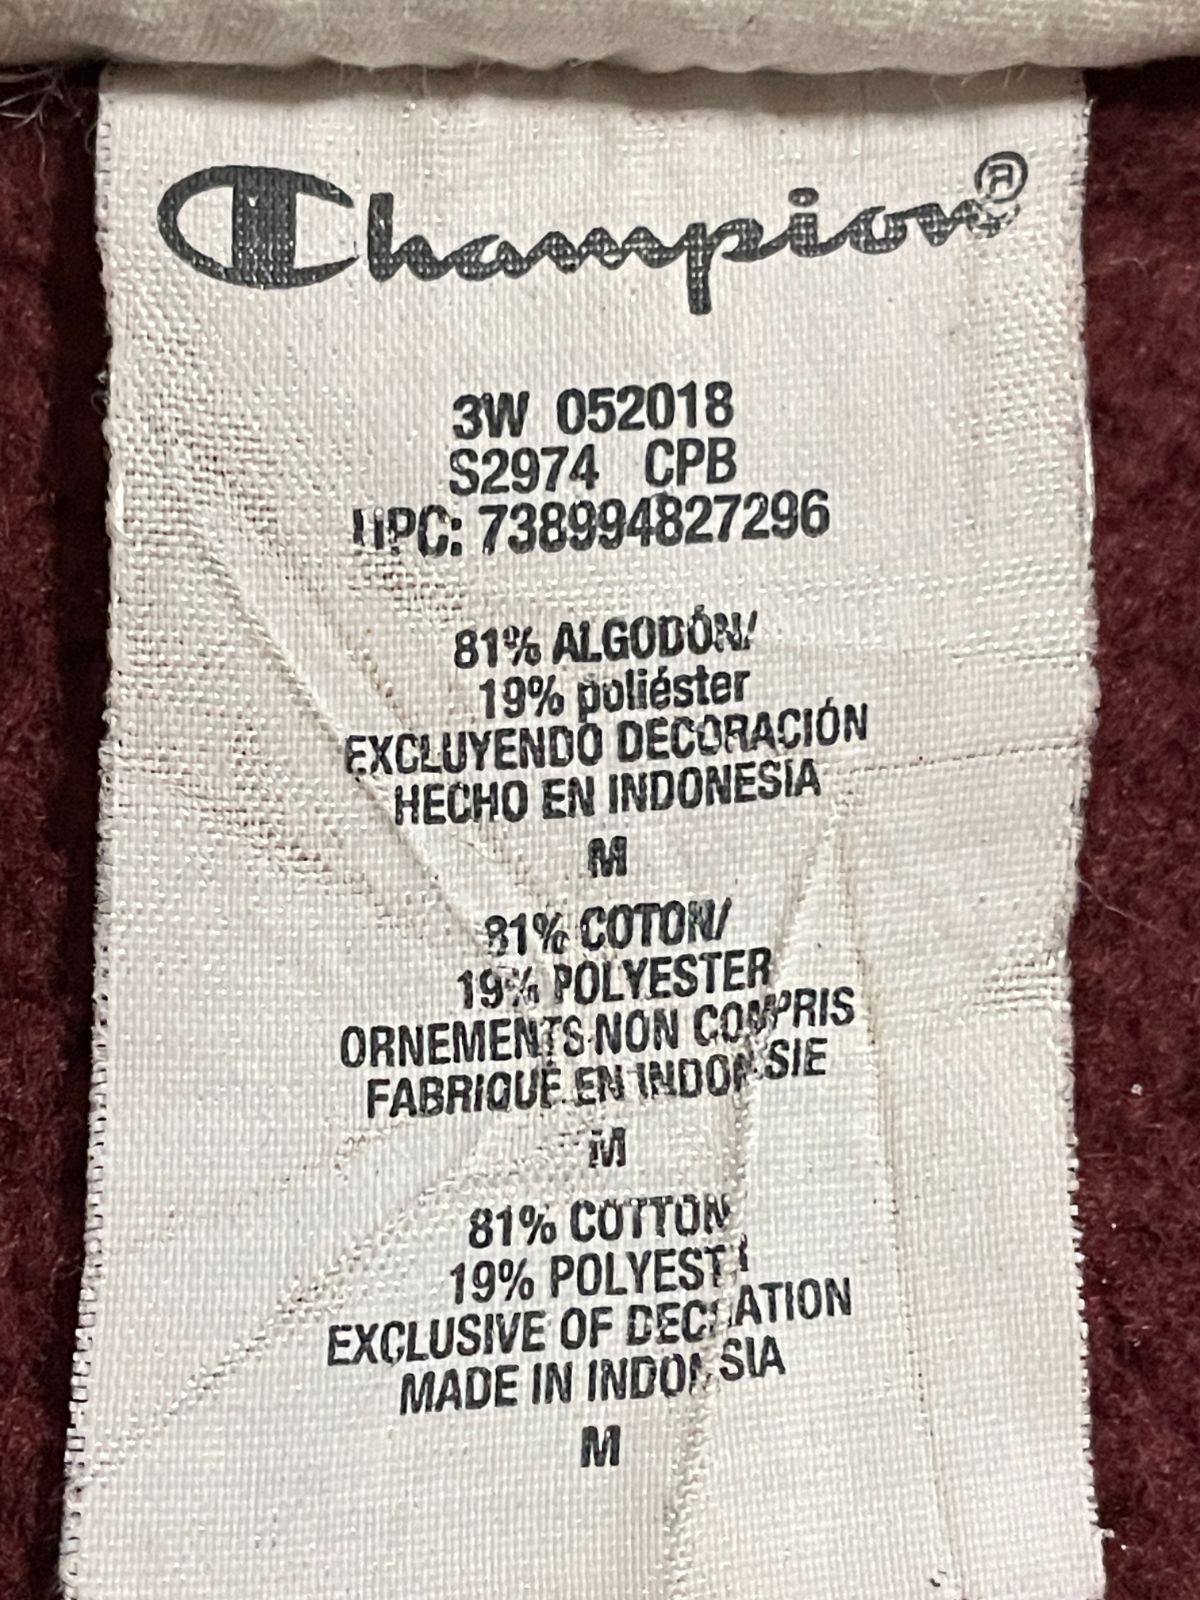 Champion®
3W 052018
S2974 CPB
UPC: 738994827296
81% ALGODÓN/
19% poliéster
EXCLUYENDO DECORACIÓN
HECHO EN INDONESIA
M
81% COTON/
19% POLYESTER
ORNEMENTS NON COMPRIS
FABRIQUÉ EN INDONÉSIE
M
81% COTTON
19% POLYESTER
EXCLUSIVE OF DECORATION
MADE IN INDONESIA
M